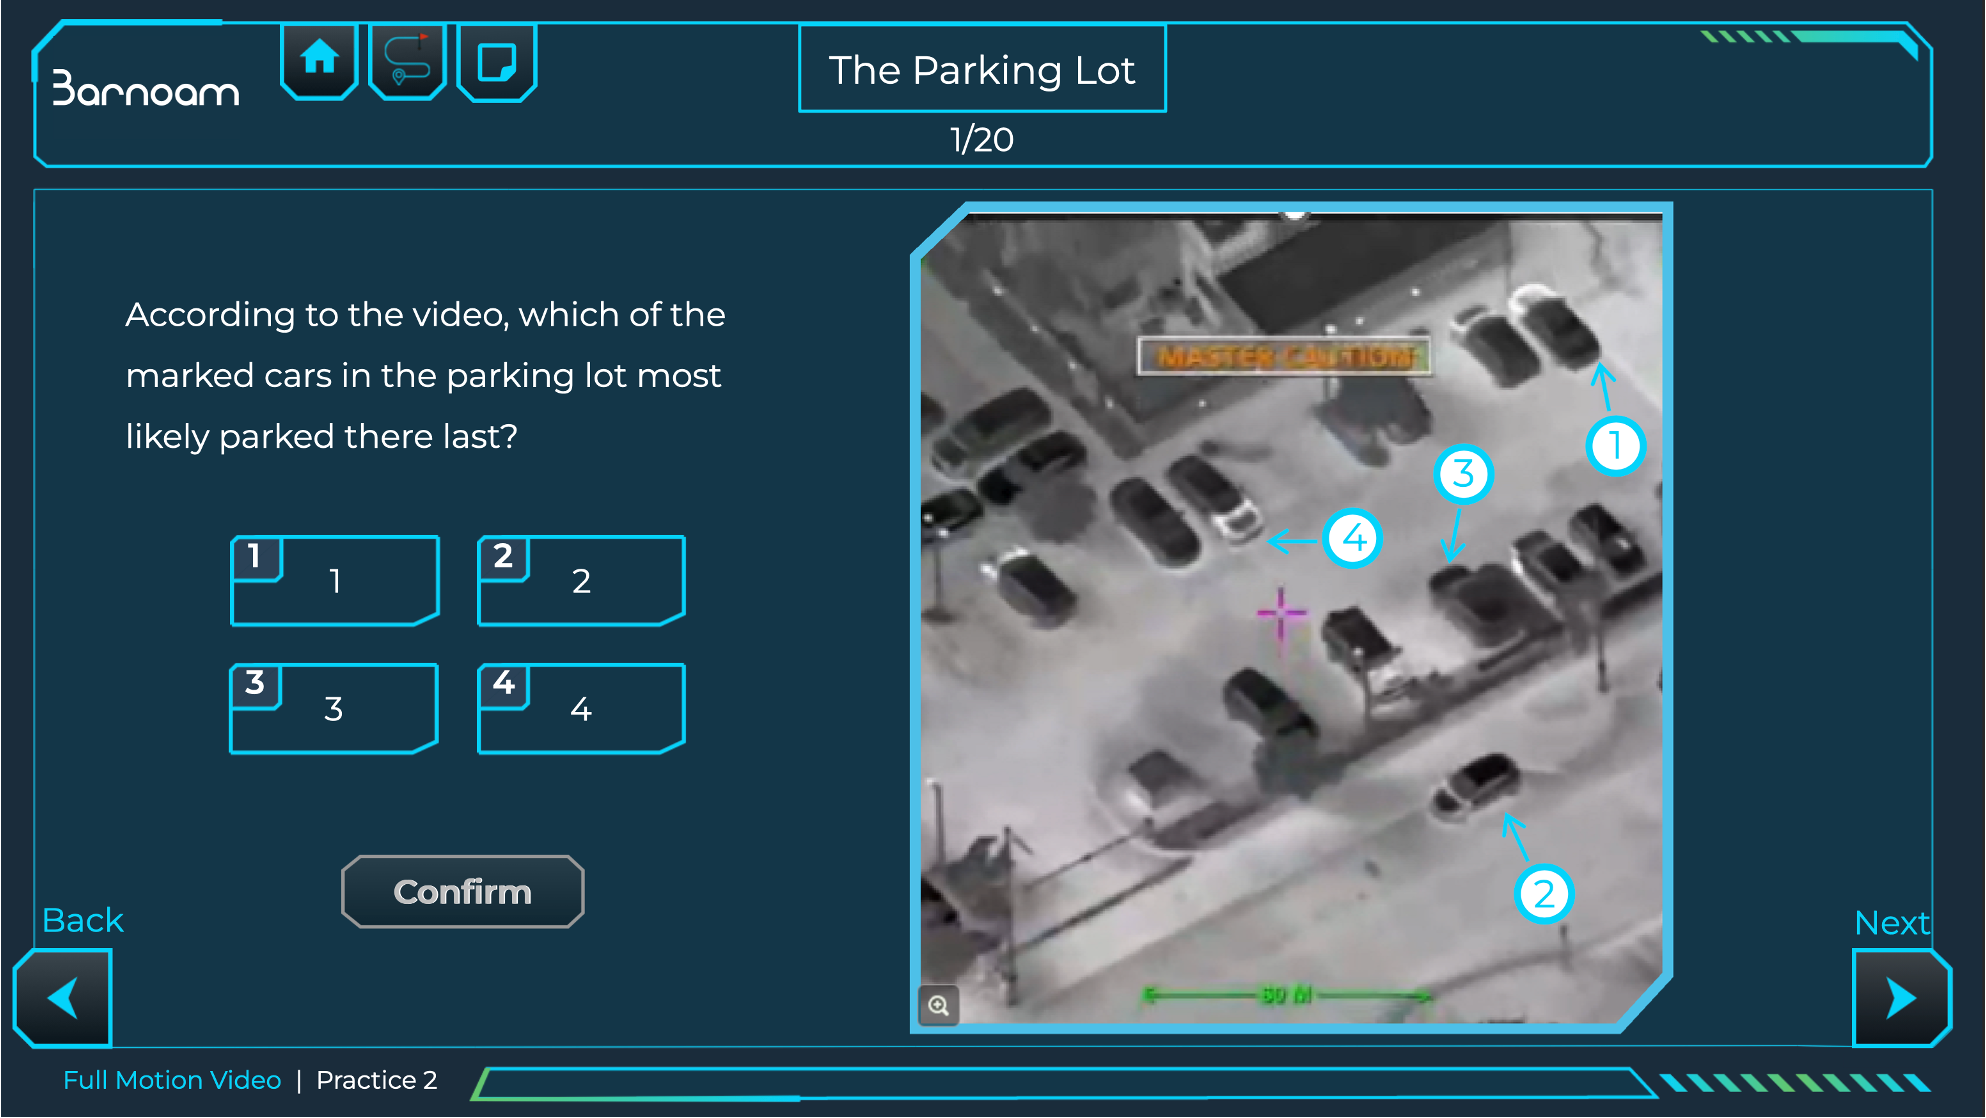 Barnoam
The Parking Lot
1/20
According to the video, which of the
marked cars in the parking lot most
likely parked there last?
1 1
2 2
3 3
4 4
Confirm
MASTER CAUTION
1
3
4
2
Back
Next
Full Motion Video | Practice 2